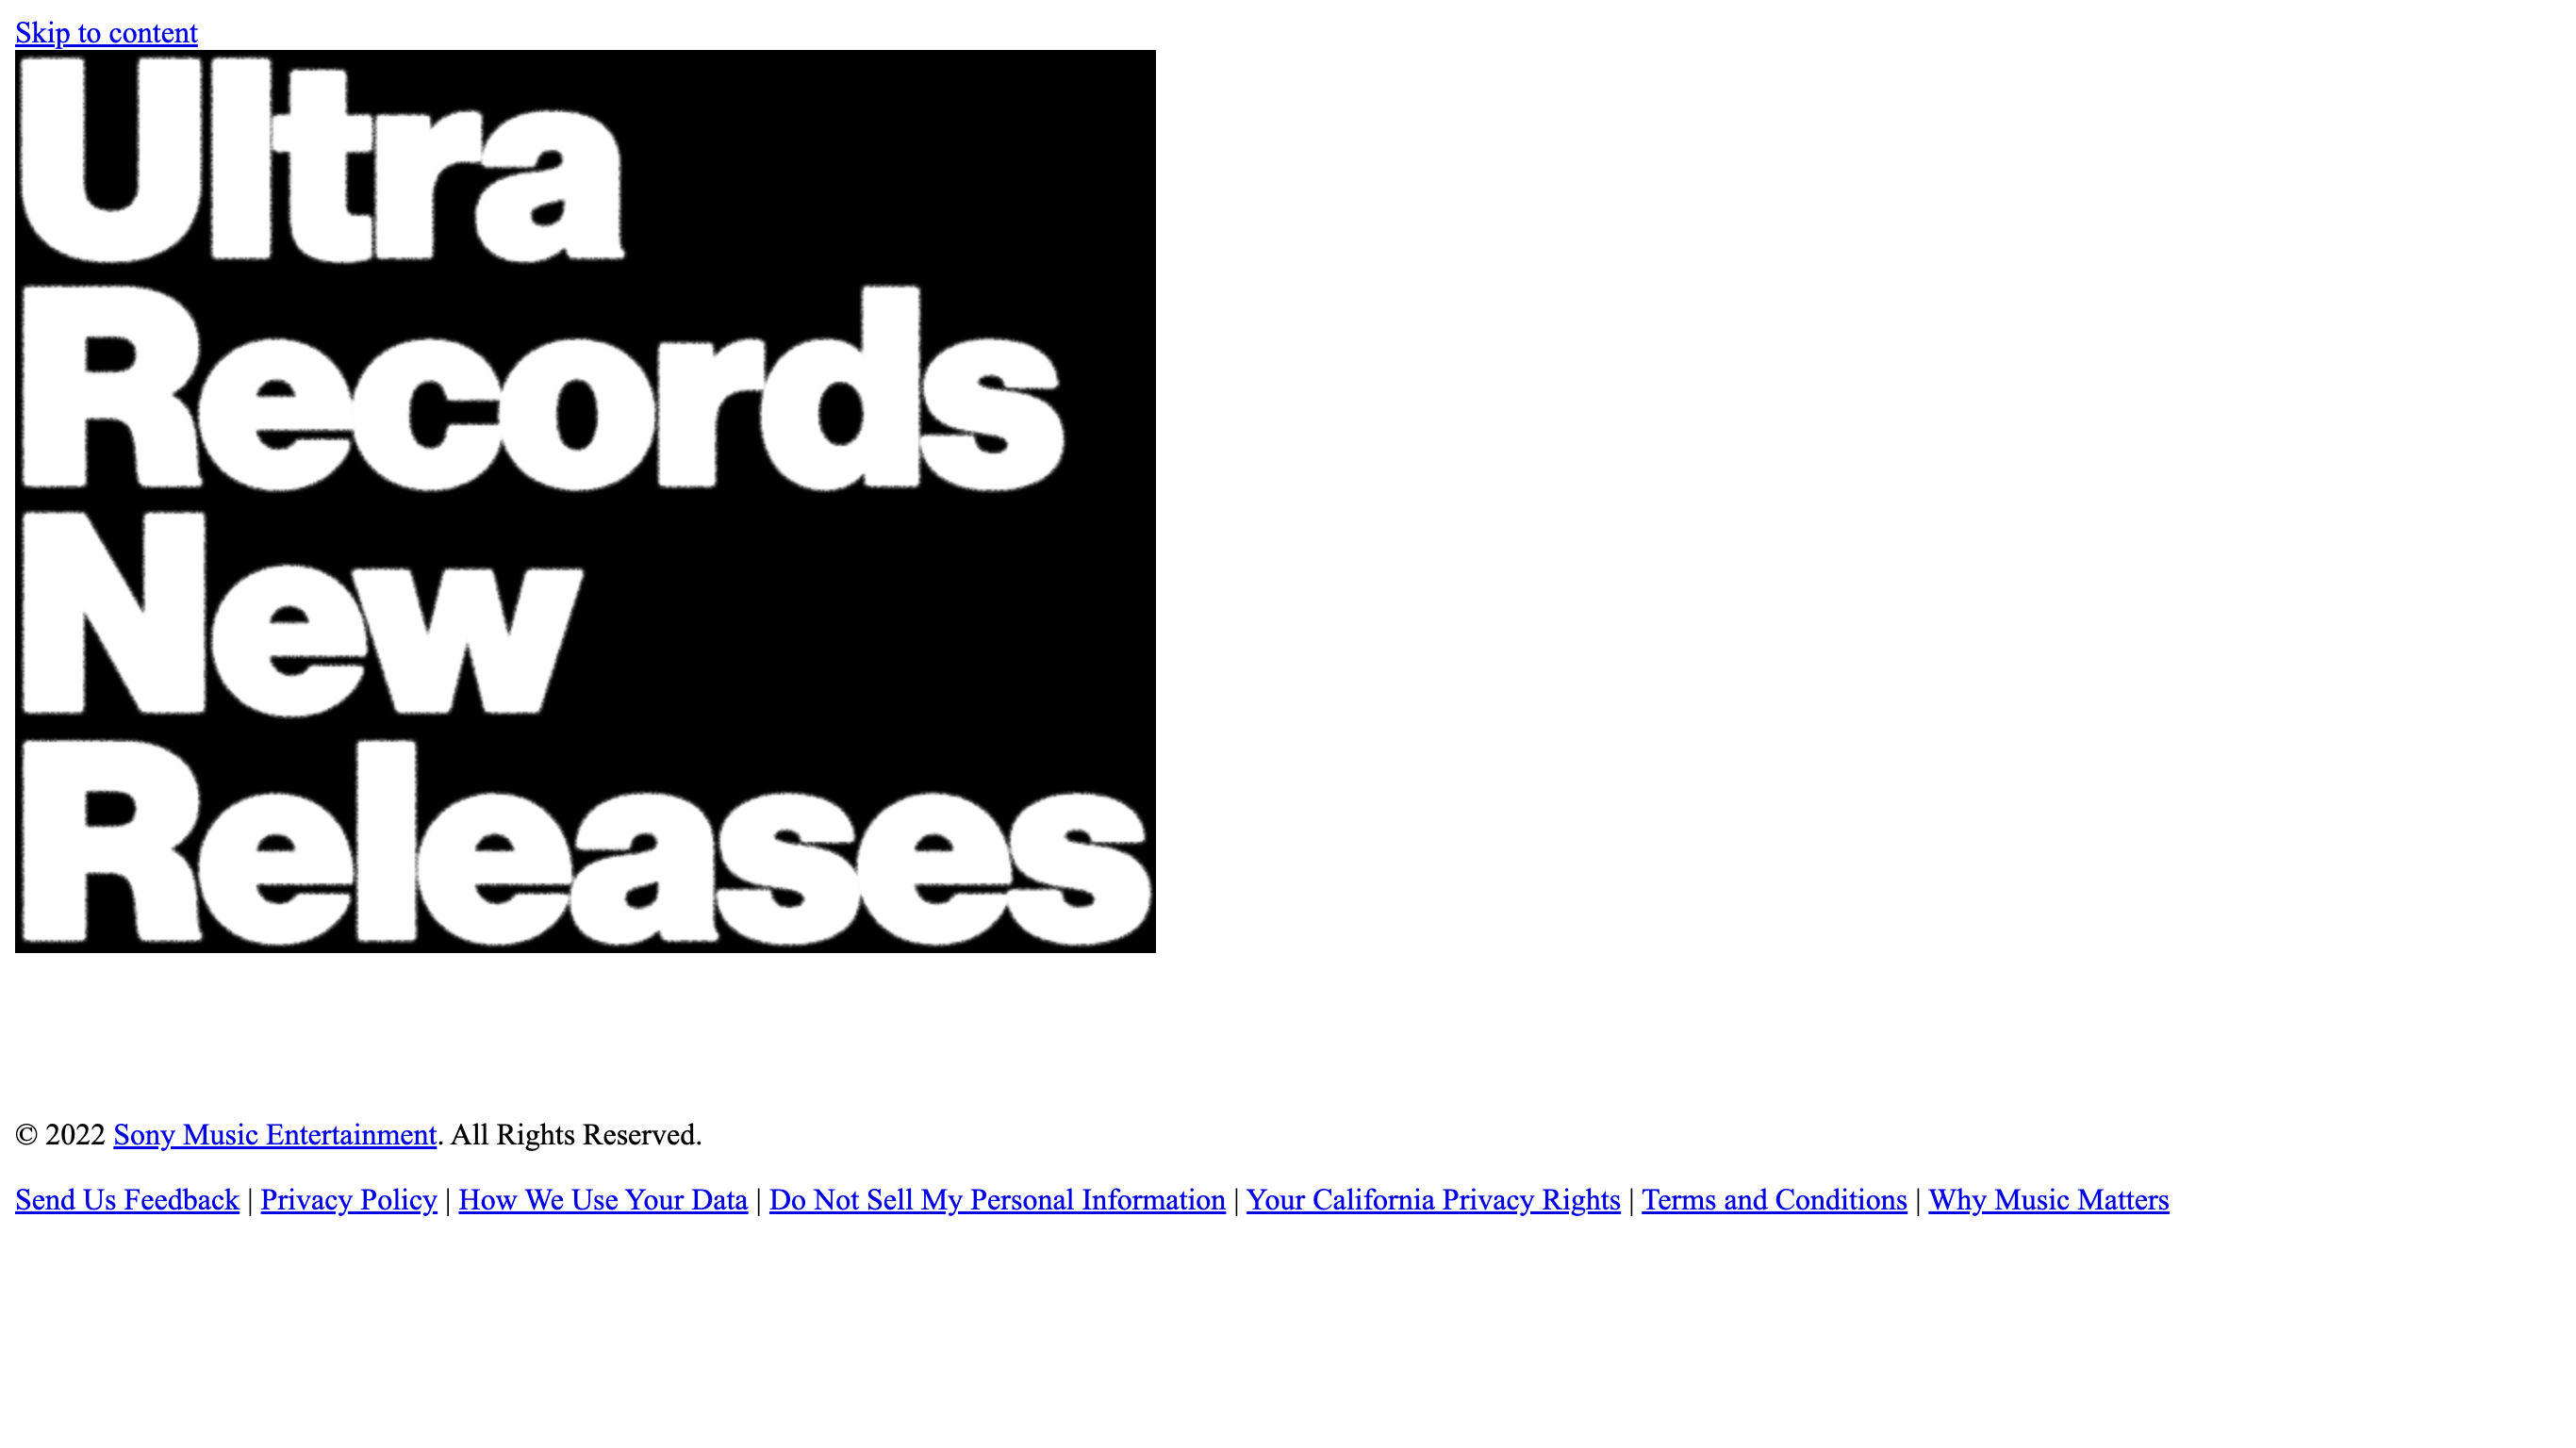 Skip to content
Ultra
Records
New
Releases
© 2022 Sony Music Entertainment. All Rights Reserved.
Send Us Feedback | Privacy Policy | How We Use Your Data | Do Not Sell My Personal Information | Your California Privacy Rights | Terms and Conditions | Why Music Matters